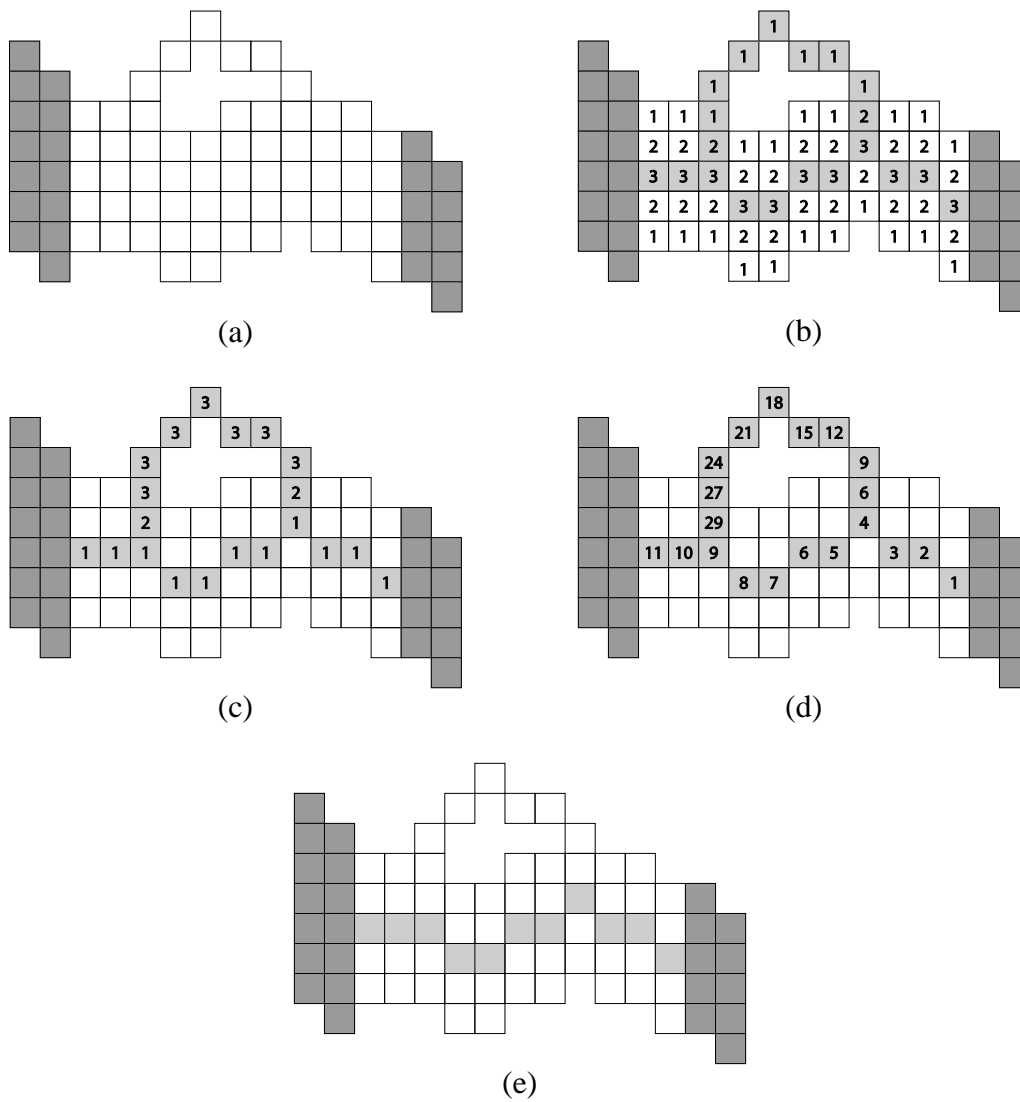 (a)
1
1 1 1
1 1
1 1 1 1 1 2 1 1
2 2 2 1 1 2 2 3 2 2 1
3 3 3 2 2 3 3 2 3 3 2
2 2 2 3 3 2 2 1 2 2 3
1 1 1 2 2 1 1 1 1 2
1 1 1
(b)
3
3 3 3
3 3
3 2
2 1
1 1 1 1 1 1 1
1 1 1
(c)
18
21 15 12
24 9
27 6
29 4
11 10 9 6 5 3 2
8 7 1
(d)
(e)